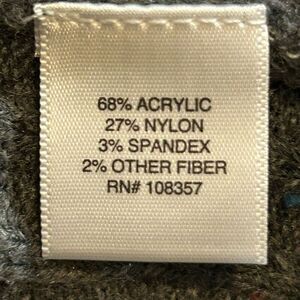 68% ACRYLIC
27% NYLON
3% SPANDEX
2% OTHER FIBER
RN# 108357